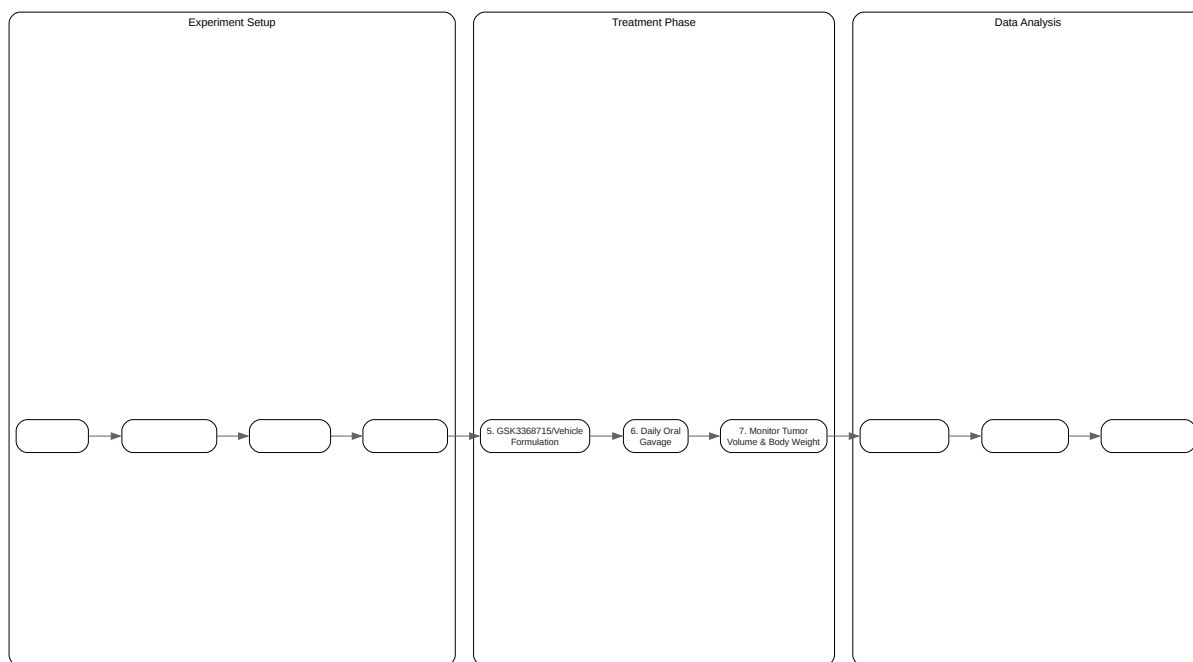 Experiment Setup
Treatment Phase
Data Analysis
5. GSK3368715/Vehicle
Formulation
6. Daily Oral
Gavage
7. Monitor Tumor
Volume & Body Weight